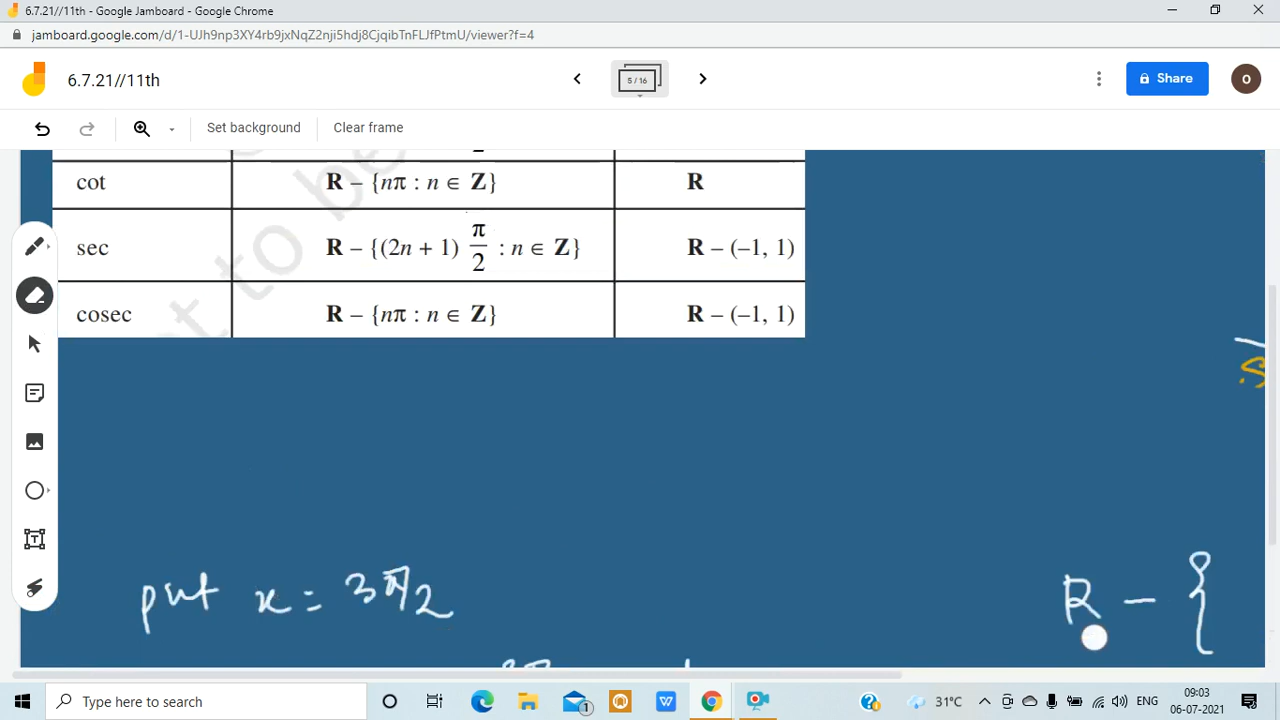 6.7.21//11th - Google Jamboard - Google Chrome
jamboard.google.com/d/1-UJh9np3XY4rb9jxNqZ2nji5hdj8CjqibTnFLJfPtmU/viewer?f=4
6.7.21//11th
5 / 16
Share
O
Set background
Clear frame
cot R – {nπ : n ∈ Z} R
sec R – {(2n + 1) π/2 : n ∈ Z} R – (–1, 1)
cosec R – {nπ : n ∈ Z} R – (–1, 1)
put x = 3π/2
R – {
Type here to search
1
31°C
ENG
09:03
06-07-2021